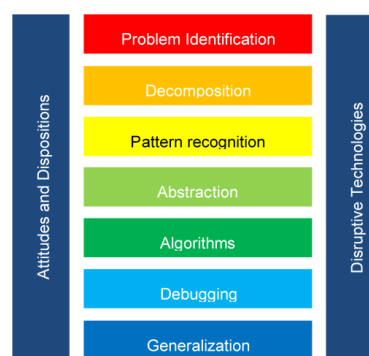 Attitudes and Dispositions
Problem Identification
Decomposition
Pattern recognition
Abstraction
Algorithms
Debugging
Generalization
Disruptive Technologies